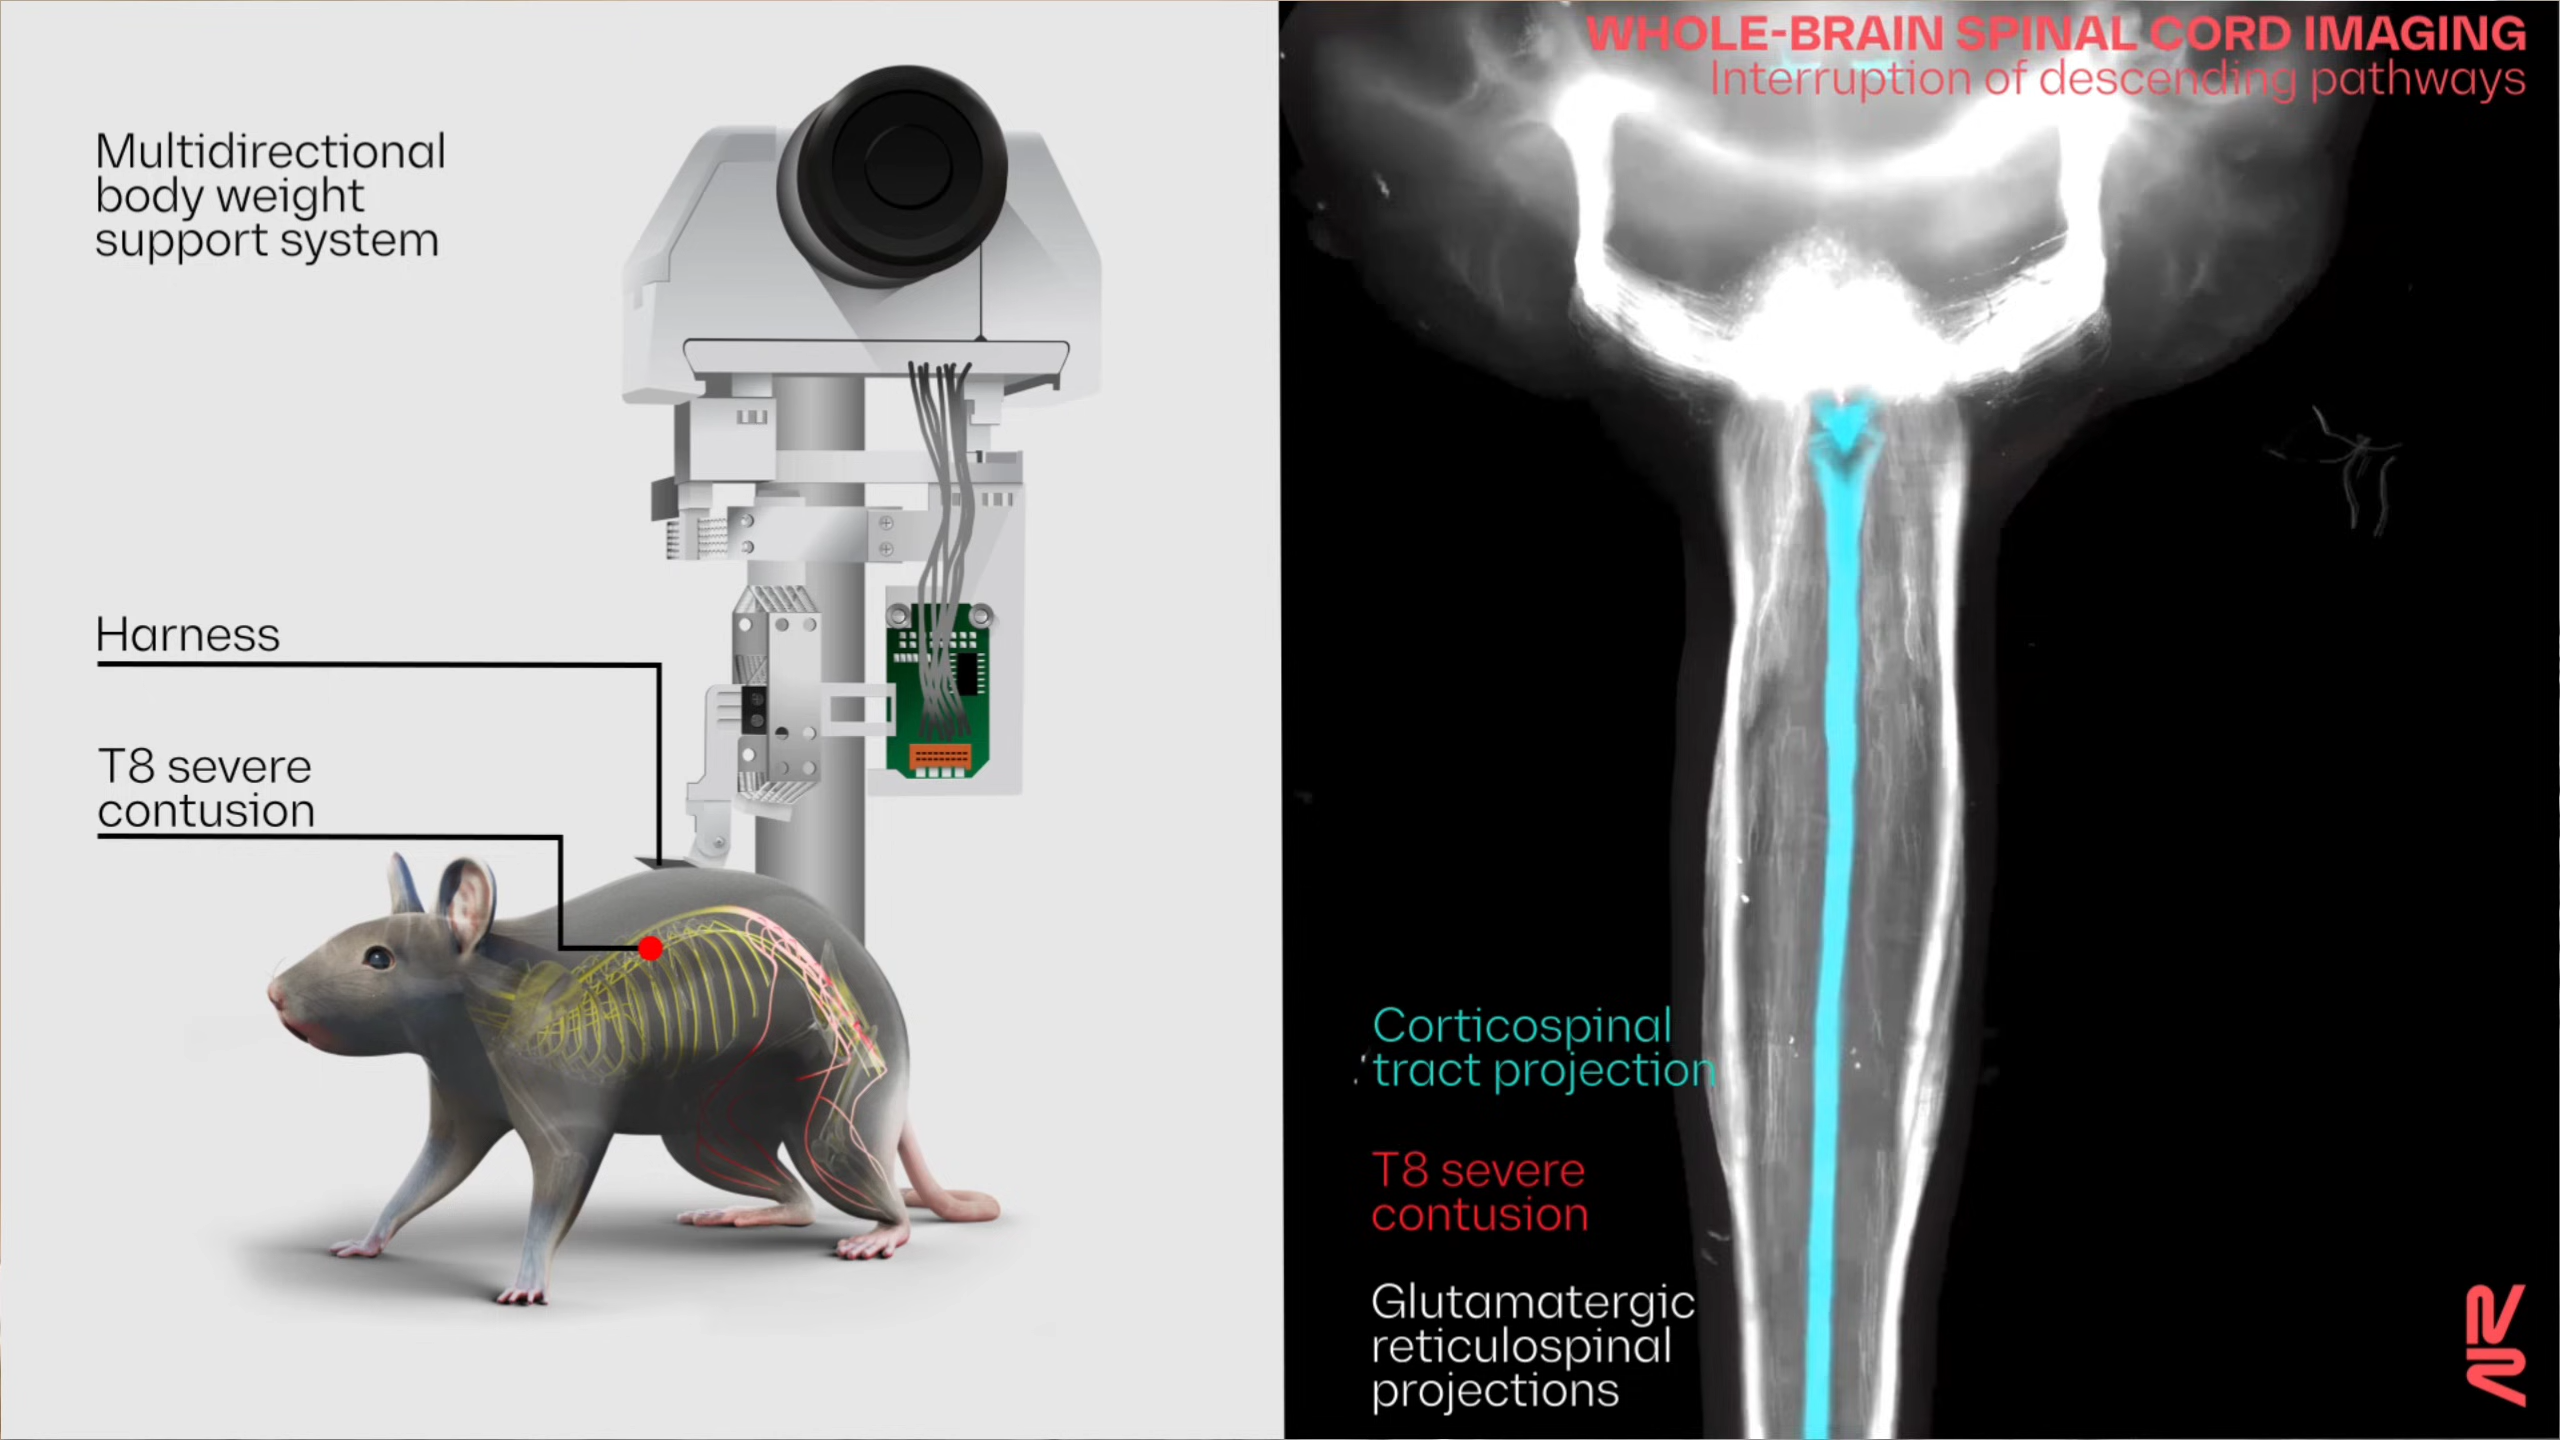 Multidirectional
body weight
support system
Harness
T8 severe
contusion
WHOLE-BRAIN SPINAL CORD IMAGING
Interruption of descending pathways
Corticospinal
tract projection
T8 severe
contusion
Glutamatergic
reticulospinal
projections